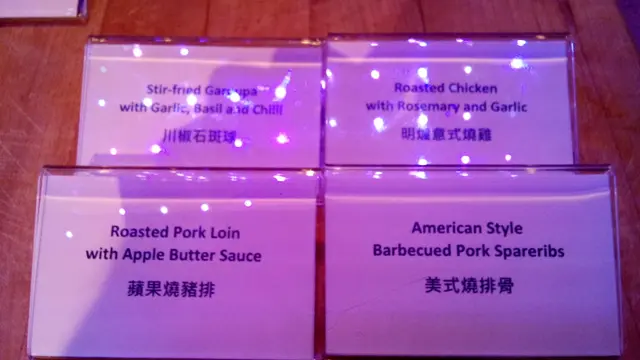 Stir-fried Garoupa
with Garlic, Basil and Chilli
川椒石斑球
Roasted Chicken
with Rosemary and Garlic
明爐意式燒雞
Roasted Pork Loin
with Apple Butter Sauce
蘋果燒豬排
American Style
Barbecued Pork Spareribs
美式燒排骨